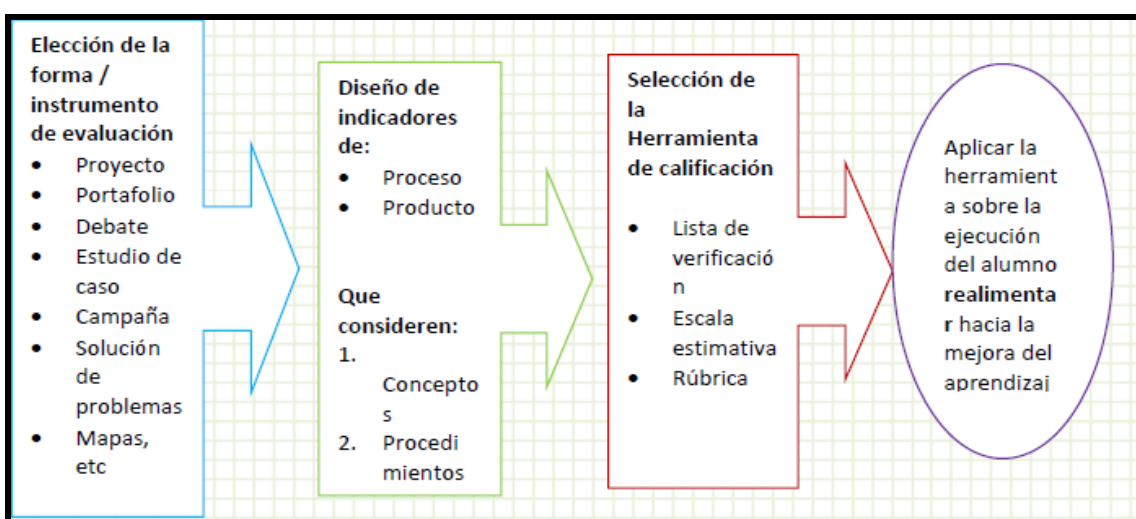 Elección de la
forma /
instrumento
de evaluación
• Proyecto
• Portafolio
• Debate
• Estudio de
caso
• Campaña
• Solución
de
problemas
• Mapas,
etc
Diseño de
indicadores
de:
• Proceso
• Producto
Que
consideren:
1.
Concepto
s
2. Procedi
mientos
Selección de
la
Herramienta
de calificación
• Lista de
verificació
n
• Escala
estimativa
• Rúbrica
Aplicar la
herramient
a sobre la
ejecución
del alumno
realimenta
r hacia la
mejora del
aprendizaj